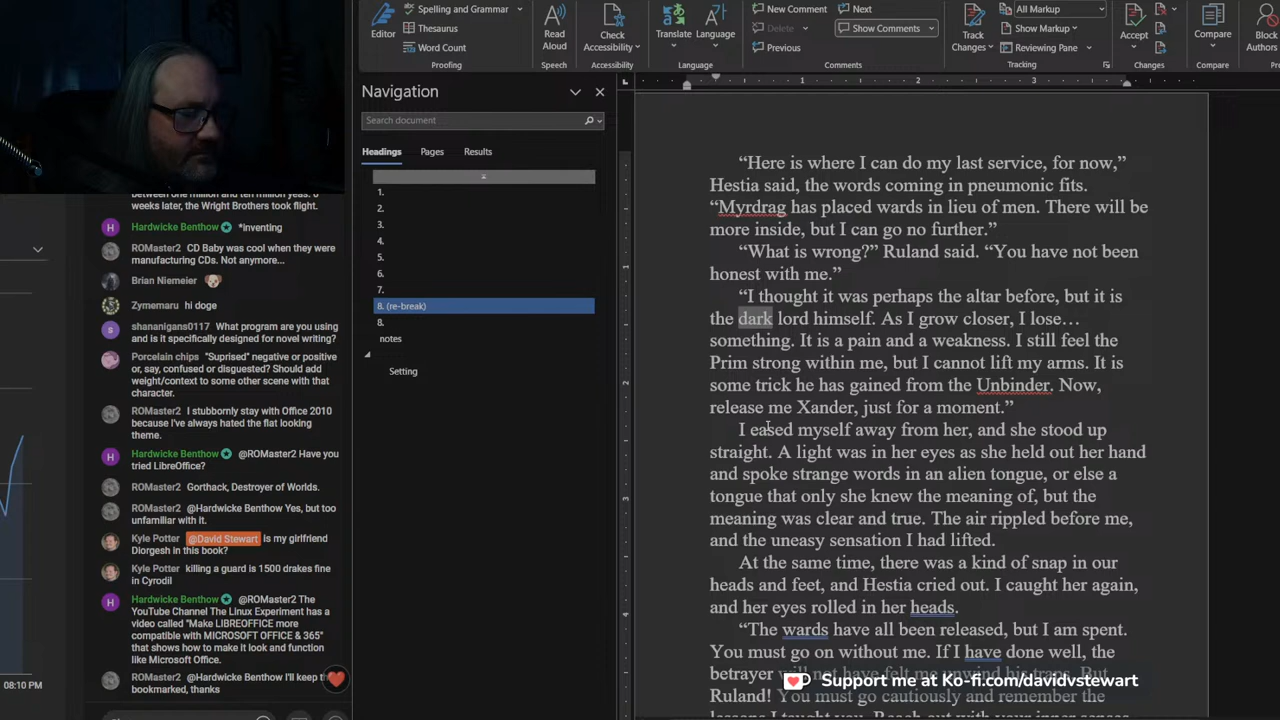 Spelling and Grammar
Thesaurus
Word Count
Proofing
Editor
Read
Aloud
Speech
Check
Accessibility
Accessibility
Translate
Language
Language
New Comment
Delete
Previous
Next
Show Comments
Comments
Track
Changes
All Markup
Show Markup
Reviewing Pane
Tracking
Accept
Changes
Compare
Compare
Block
Authors
Navigation
Search document
Headings
Pages
Results
1.
2.
3.
4.
5.
6.
7.
8. (re-break)
8.
notes
Setting
between one million and ten million years. 8
weeks later, the Wright Brothers took flight.
Hardwicke Benthow *Inventing
ROMaster2 CD Baby was cool when they were
manufacturing CDs. Not anymore...
Brian Niemeier
Zymemaru hi doge
shananigans0117 What program are you using
and is it specifically designed for novel writing?
Porcelain chips "Suprised" negative or positive
or, say, confused or disgusted? Should add
weight/context to some other scene with that
character.
ROMaster2 I stubbornly stay with Office 2010
because I've always hated the flat looking
theme.
Hardwicke Benthow @ROMaster2 Have you
tried LibreOffice?
ROMaster2 Gorthack, Destroyer of Worlds.
ROMaster2 @Hardwicke Benthow Yes, but too
unfamiliar with it.
Kyle Potter @David Stewart is my girlfriend
Diorgesh in this book?
Kyle Potter killing a guard is 1500 drakes fine
in Cyrodil
Hardwicke Benthow @ROMaster2 The
YouTube Channel The Linux Experiment has a
video called "Make LIBREOFFICE more
compatible with MICROSOFT OFFICE & 365"
that shows how to make it look and function
like Microsoft Office.
ROMaster2 @Hardwicke Benthow I'll keep th
bookmarked, thanks
08:10 PM
1
2
3
1
2
3
4
“Here is where I can do my last service, for now,”
Hestia said, the words coming in pneumonic fits.
“Myrdrag has placed wards in lieu of men. There will be
more inside, but I can go no further.”
“What is wrong?” Ruland said. “You have not been
honest with me.”
“I thought it was perhaps the altar before, but it is
the dark lord himself. As I grow closer, I lose…
something. It is a pain and a weakness. I still feel the
Prim strong within me, but I cannot lift my arms. It is
some trick he has gained from the Unbinder. Now,
release me Xander, just for a moment.”
I eased myself away from her, and she stood up
straight. A light was in her eyes as she held out her hand
and spoke strange words in an alien tongue, or else a
tongue that only she knew the meaning of, but the
meaning was clear and true. The air rippled before me,
and the uneasy sensation I had lifted.
At the same time, there was a kind of snap in our
heads and feet, and Hestia cried out. I caught her again,
and her eyes rolled in her heads.
“The wards have all been released, but I am spent.
You must go on without me. If I have done well, the
betrayer will not have felt me unwind his traps. But
Ruland! You must go cautiously and remember the
Support me at Ko-fi.com/davidvstewart